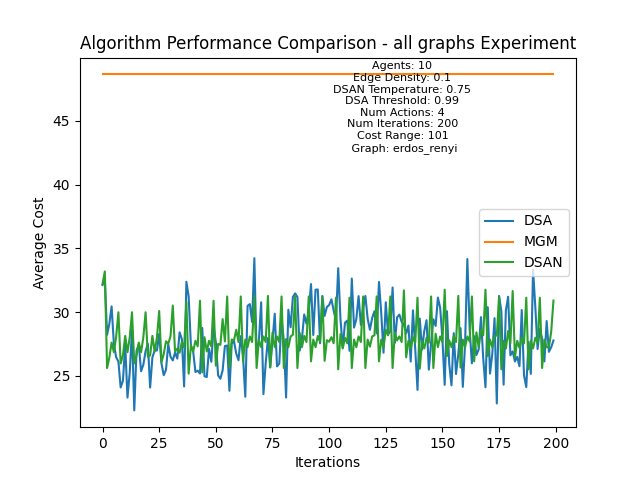 Algorithm Performance Comparison - all graphs Experiment
Agents: 10
Edge Density: 0.1
DSAN Temperature: 0.75
DSA Threshold: 0.99
Num Actions: 4
Num Iterations: 200
Cost Range: 101
Graph: erdos_renyi
Average Cost
45
40
35
30
25
DSA
MGM
DSAN
0
25
50
75
100
125
150
175
200
Iterations